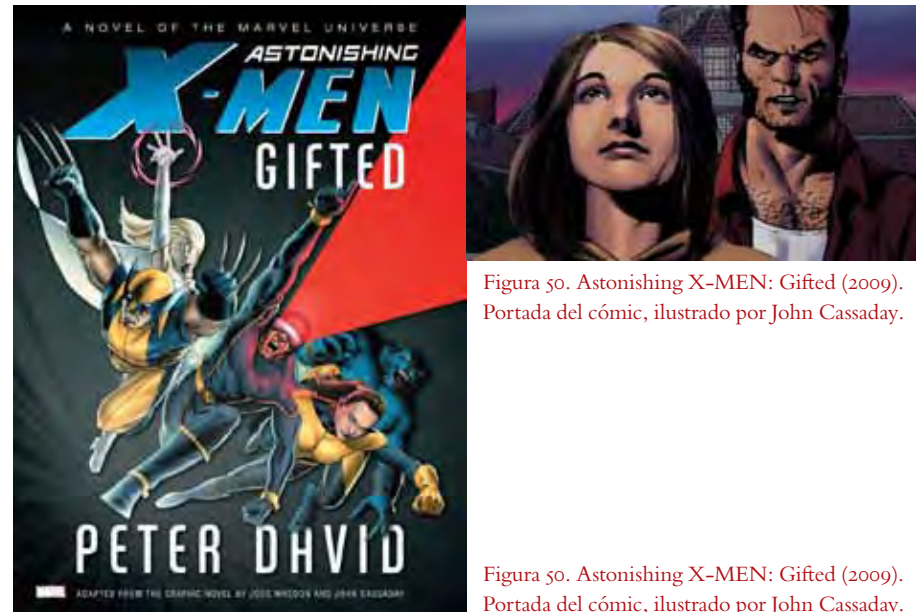 A NOVEL OF THE MARVEL UNIVERSE
ASTONISHING
X-MEN
GIFTED
PETER DAVID
MARVEL
ADAPTED FROM THE GRAPHIC NOVEL BY JOSS WHEDON AND JOHN CASSADAY
Figura 50. Astonishing X-MEN: Gifted (2009).
Portada del cómic, ilustrado por John Cassaday.
Figura 50. Astonishing X-MEN: Gifted (2009).
Portada del cómic, ilustrado por John Cassaday.